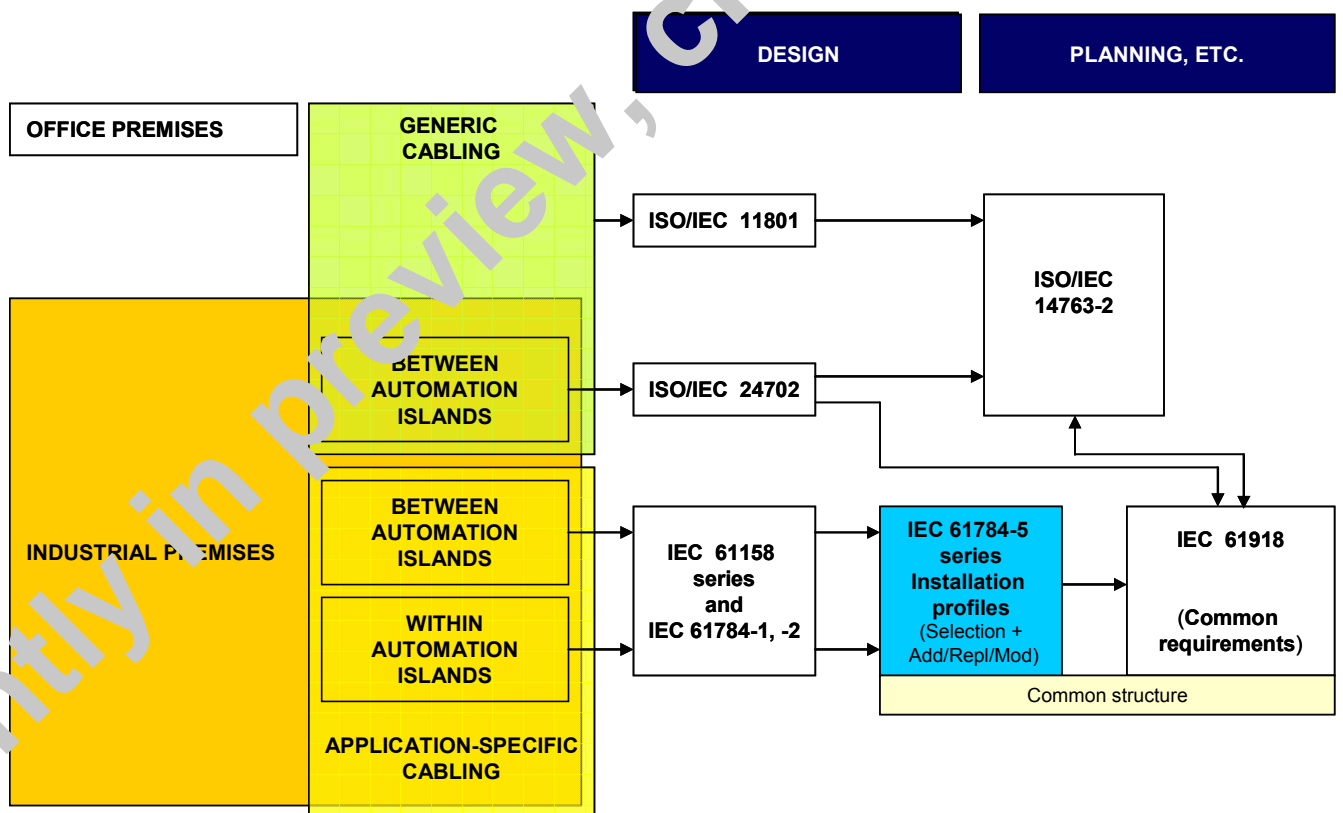 DESIGN
PLANNING, ETC.
OFFICE PREMISES
GENERIC
CABLING
ISO/IEC 11801
ISO/IEC
14763-2
BETWEEN
AUTOMATION
ISLANDS
ISO/IEC 24702
INDUSTRIAL PREMISES
BETWEEN
AUTOMATION
ISLANDS
WITHIN
AUTOMATION
ISLANDS
APPLICATION-SPECIFIC
CABLING
IEC 61158
series
and
IEC 61784-1, -2
IEC 61784-5
series
Installation
profiles
(Selection +
Add/Repl/Mod)
IEC 61918
(Common
requirements)
Common structure
in preview,